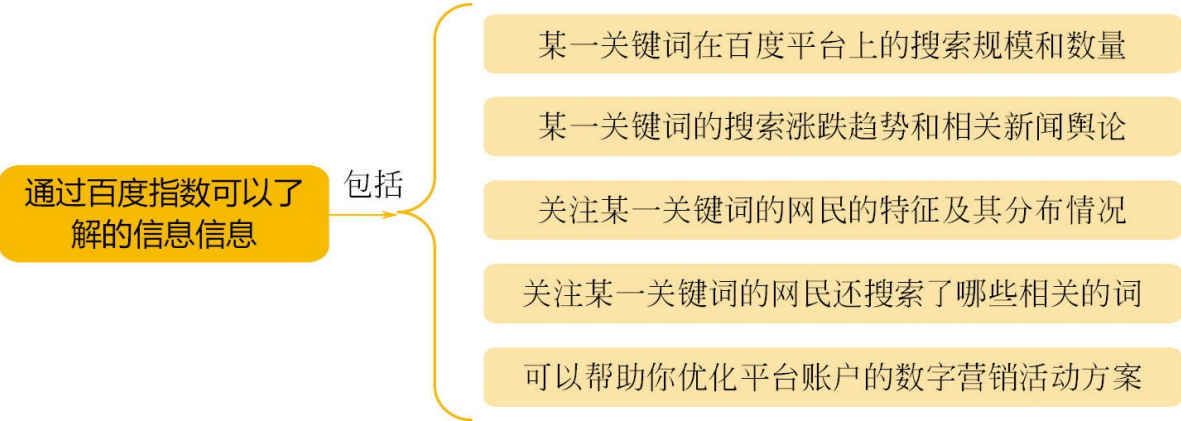 通过百度指数可以了
解的信息信息
包括
某一关键词在百度平台上的搜索规模和数量
某一关键词的搜索涨跌趋势和相关新闻舆论
关注某一关键词的网民的特征及其分布情况
关注某一关键词的网民还搜索了哪些相关的词
可以帮助你优化平台账户的数字营销活动方案